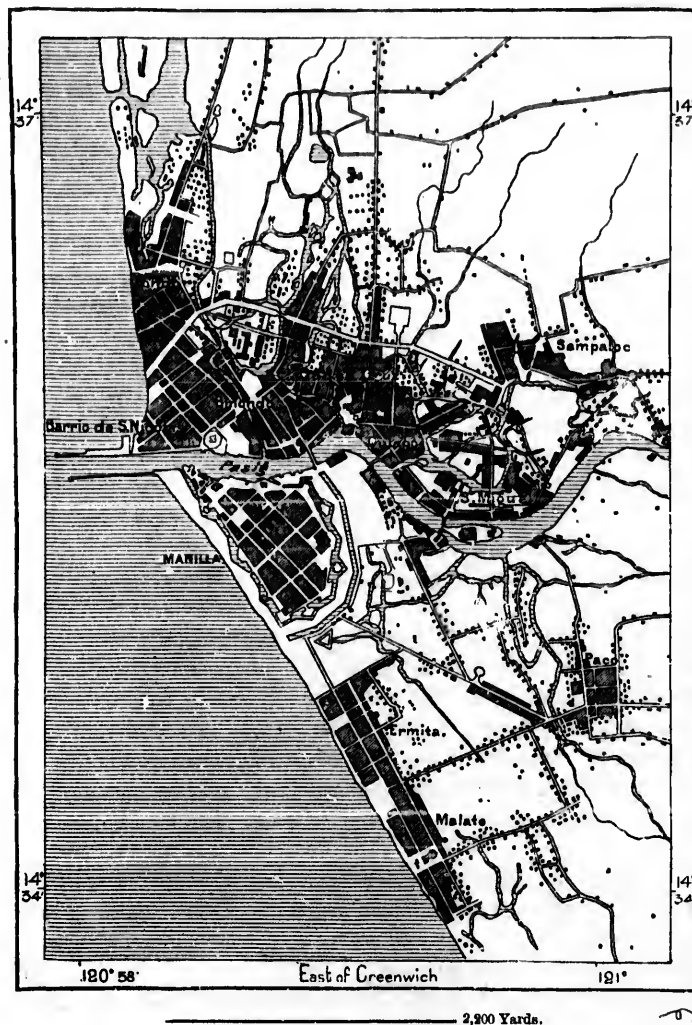 14°
37'
14°
37'
Sampaloc
Barrio de S.N
Pasig
S. Migue
MANILLA
Paco
Ermita.
Malate
14°
34'
14°
34'
120° 58'
East of Greenwich
121°
2,200 Yards.